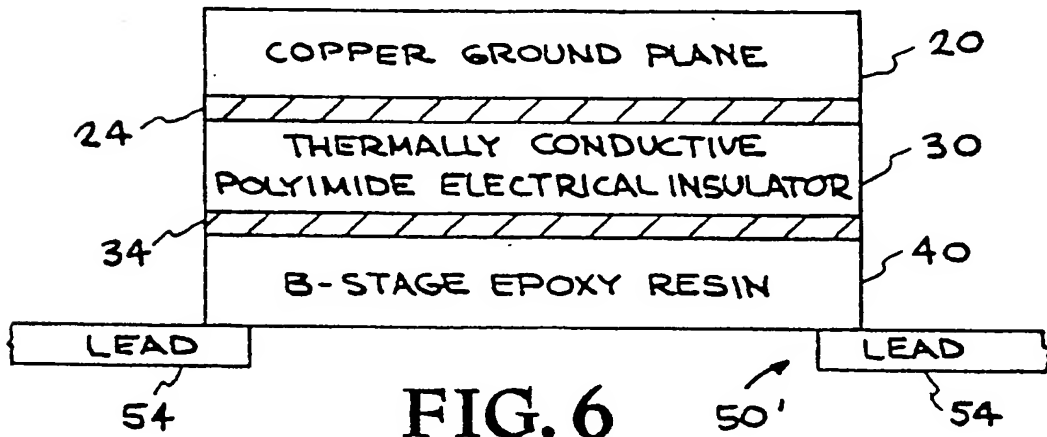 COPPER GROUND PLANE
20
24
THERMALLY CONDUCTIVE
POLYIMIDE ELECTRICAL INSULATOR
30
34
B-STAGE EPOXY RESIN
40
LEAD
LEAD
54
FIG. 6
50'
54